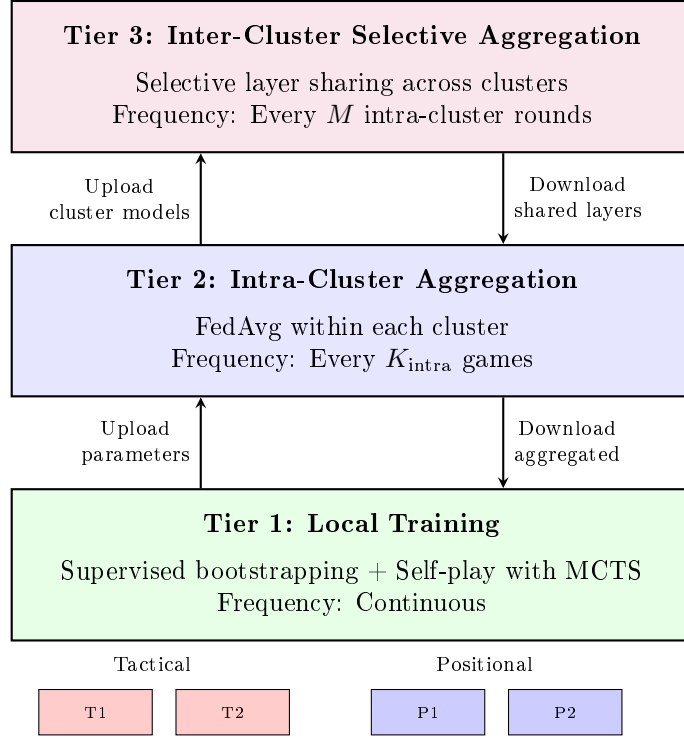 Tier 3: Inter-Cluster Selective Aggregation
Selective layer sharing across clusters
Frequency: Every M intra-cluster rounds
Upload
cluster models
Download
shared layers
Tier 2: Intra-Cluster Aggregation
FedAvg within each cluster
Frequency: Every K_intra games
Upload
parameters
Download
aggregated
Tier 1: Local Training
Supervised bootstrapping + Self-play with MCTS
Frequency: Continuous
Tactical
Positional
T1
T2
P1
P2